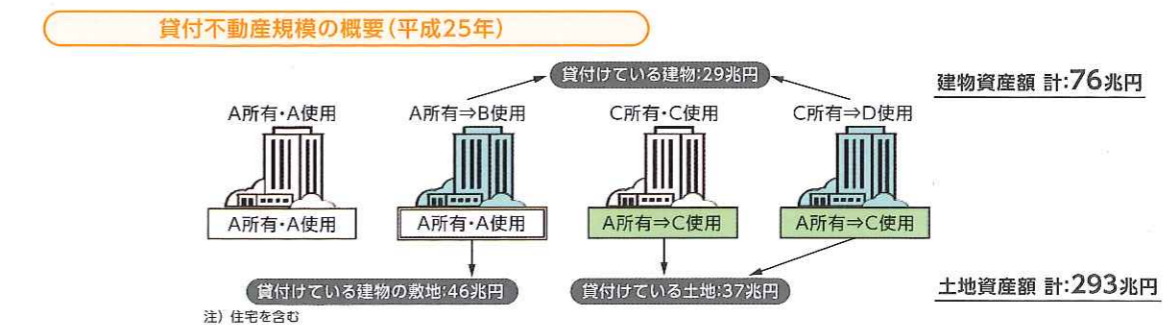 貸付不動産規模の概要(平成25年)
貸付けている建物:29兆円
建物資産額 計:76兆円
A所有・A使用
A所有⇒B使用
C所有・C使用
C所有⇒D使用
A所有・A使用
A所有・A使用
A所有⇒C使用
A所有⇒C使用
貸付けている建物の敷地:46兆円
貸付けている土地:37兆円
土地資産額 計:293兆円
注) 住宅を含む